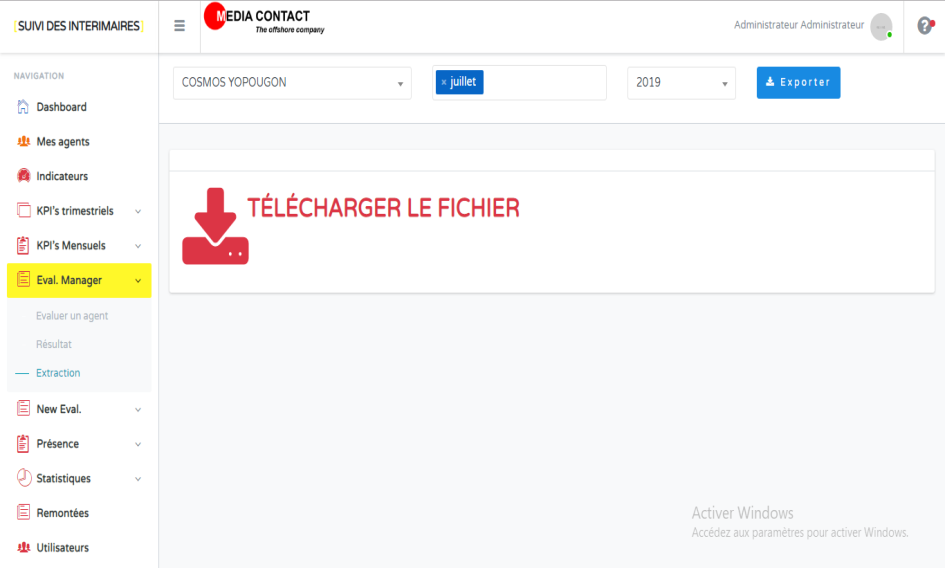 SUIVI DES INTERIMAIRES
MEDIA CONTACT
The offshore company
Administrateur Administrateur
NAVIGATION
Dashboard
Mes agents
Indicateurs
KPI's trimestriels
KPI's Mensuels
Eval. Manager
Evaluer un agent
Résultat
Extraction
New Eval.
Présence
Statistiques
Remontées
Utilisateurs
COSMOS YOPOUGON
× juillet
2019
Exporter
TÉLÉCHARGER LE FICHIER
Activer Windows
Accédez aux paramètres pour activer Windows.